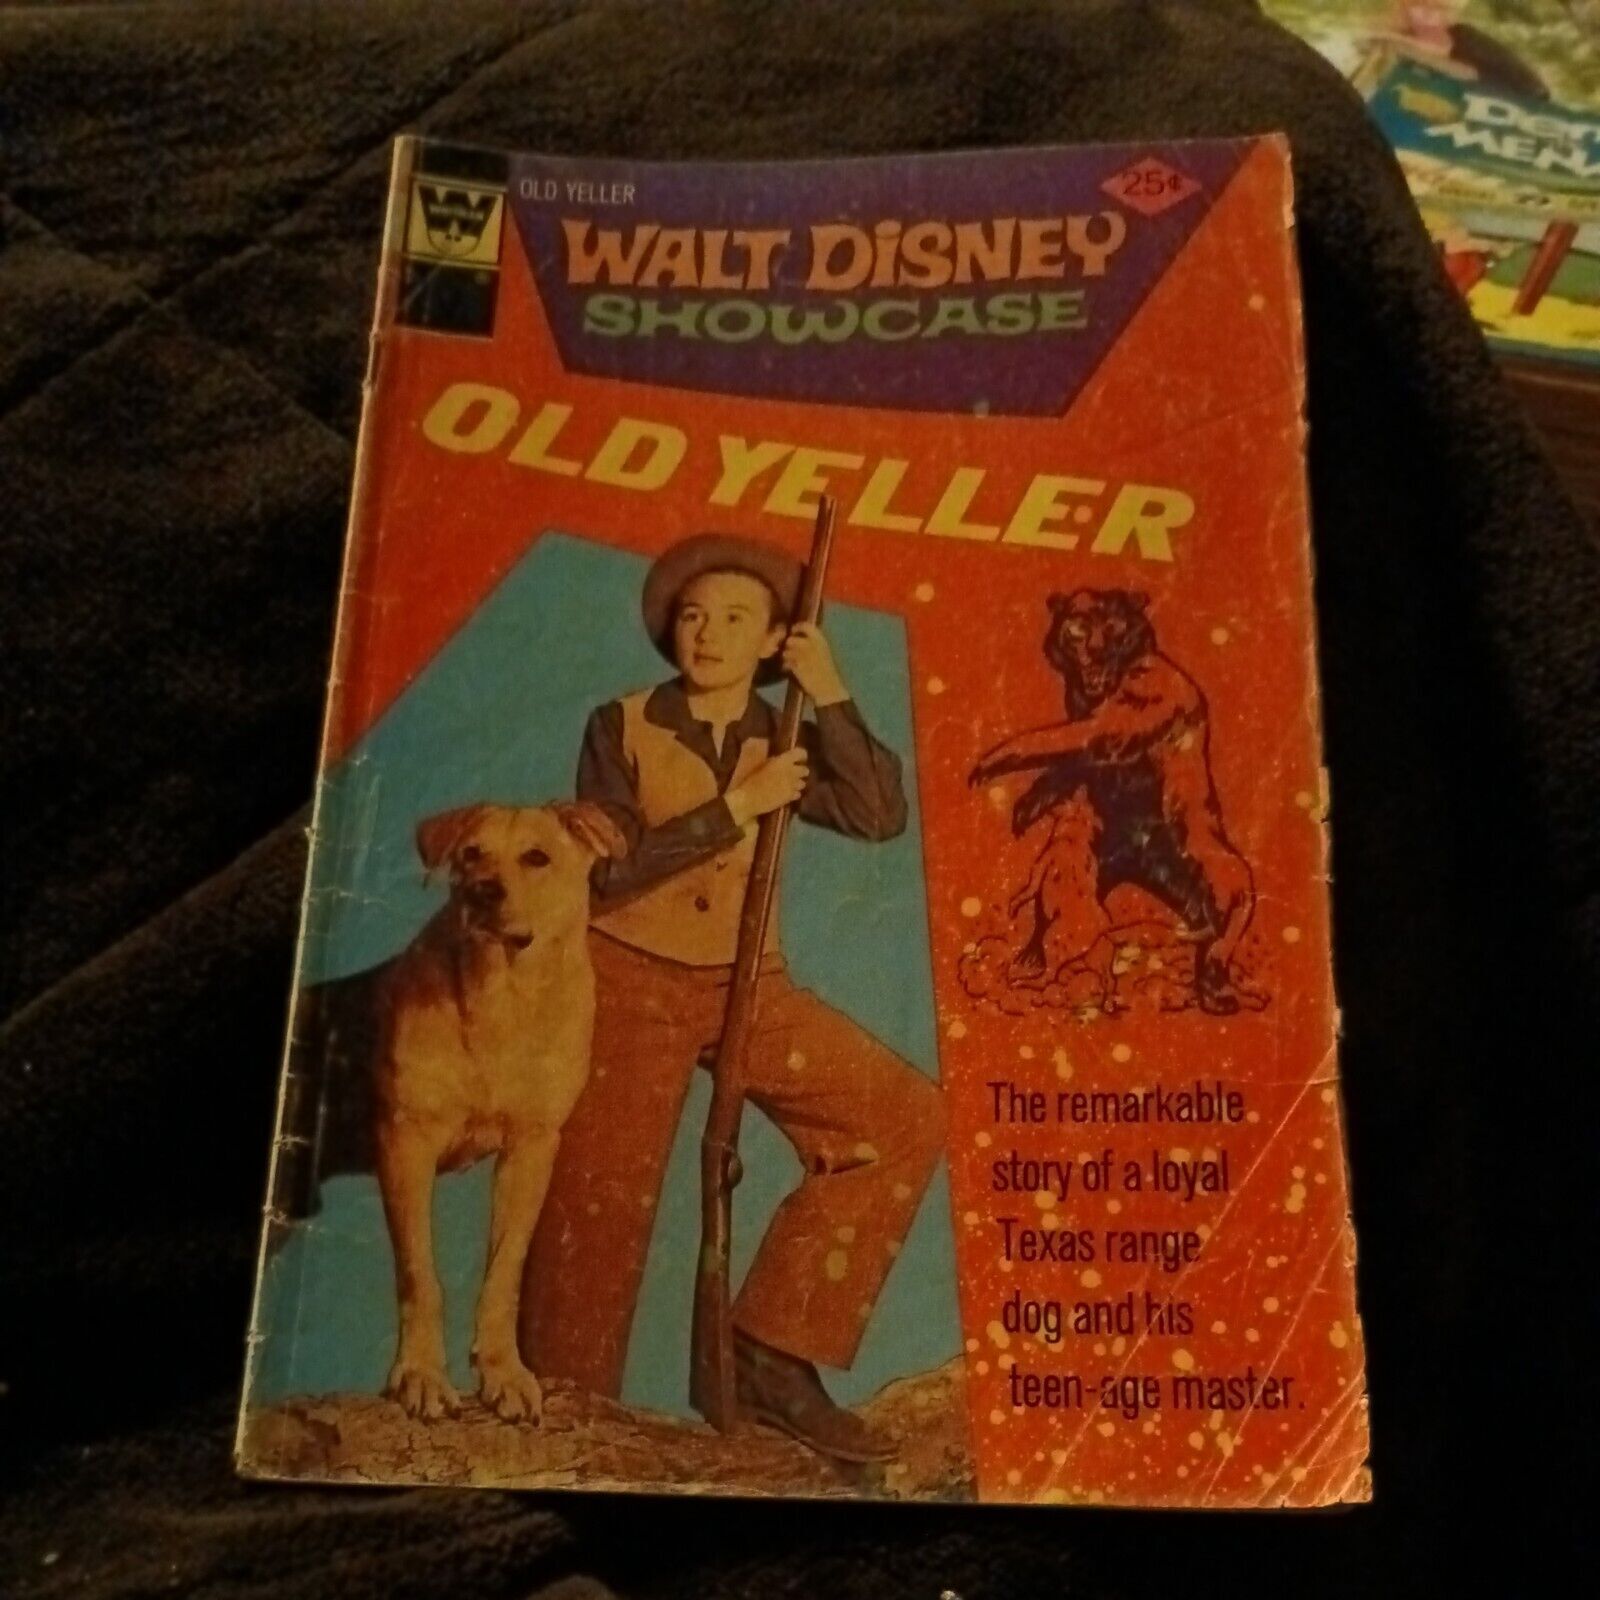 OLD YELLER
25¢
WALT DISNEY
SHOWCASE
OLD YELLER
The remarkable
story of a loyal
Texas range
dog and his
teen-age master.